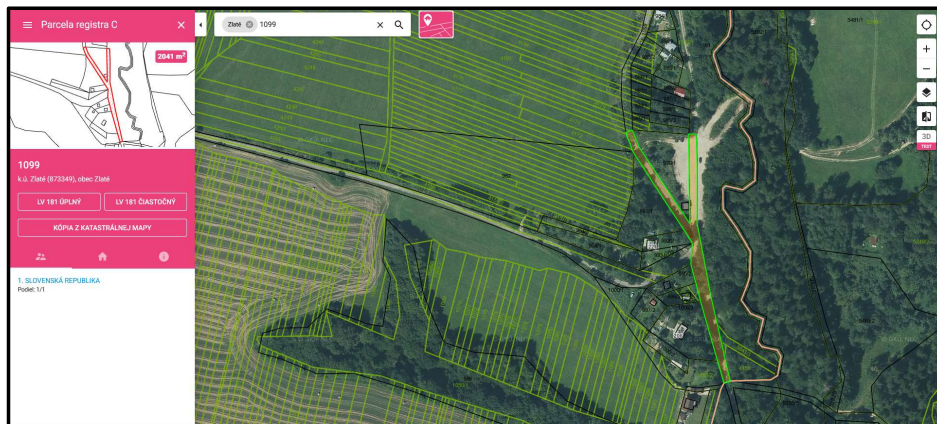 Parcela registra C
2041 m²
1099
k.ú. Zlaté (873349), obec Zlaté
LV 181 ÚPLNÝ
LV 181 ČIASTOČNÝ
KÓPIA Z KATASTRÁLNEJ MAPY
1. SLOVENSKÁ REPUBLIKA
Podiel: 1/1
Zlaté
1099
3D
TEST